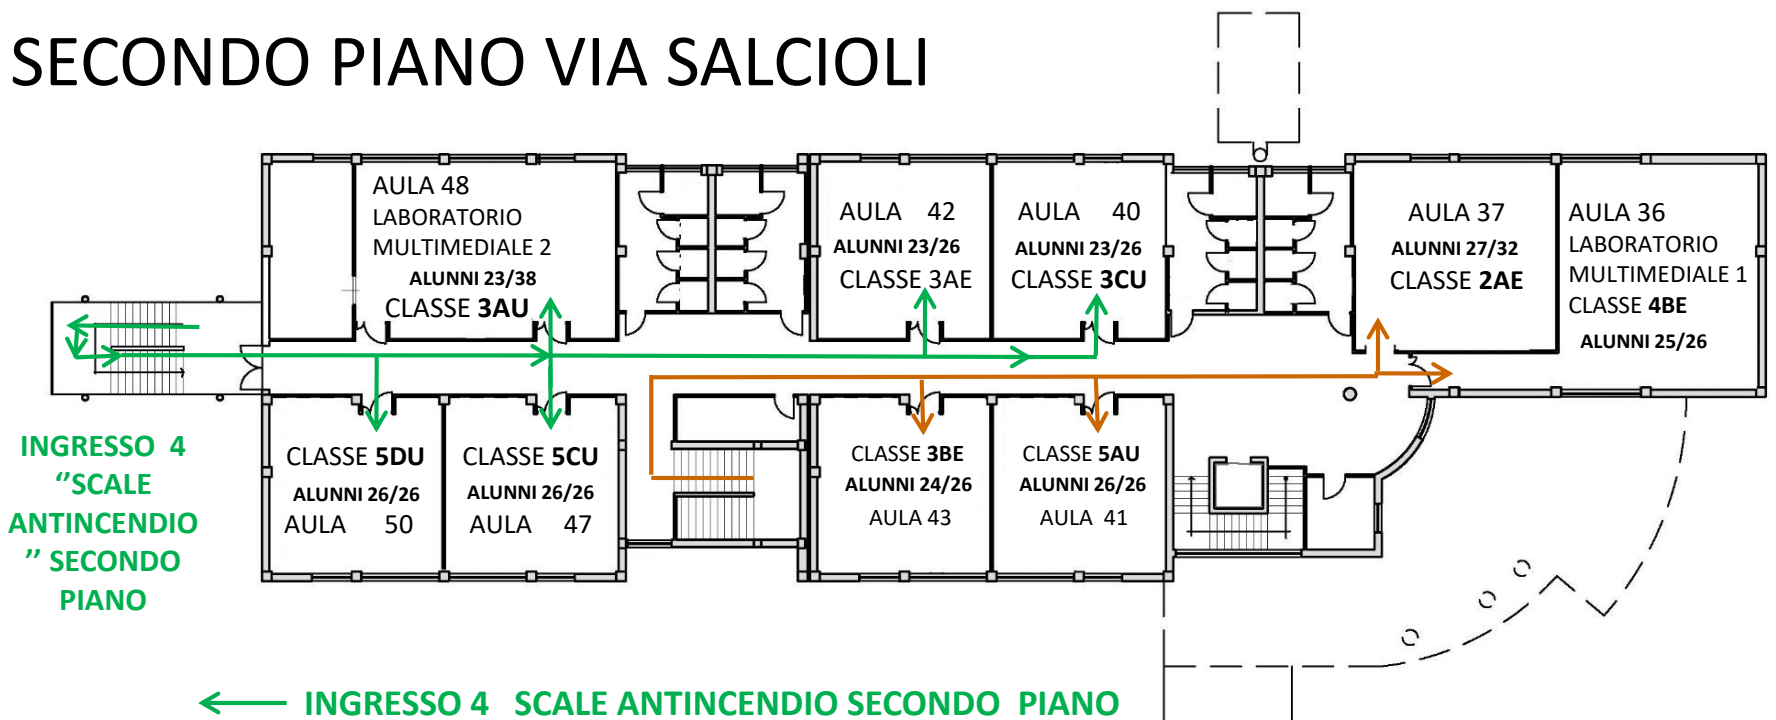 SECONDO PIANO VIA SALCIOLI
AULA 48
LABORATORIO
MULTIMEDIALE 2
ALUNNI 23/38
CLASSE 3AU
AULA 42
ALUNNI 23/26
CLASSE 3AE
AULA 40
ALUNNI 23/26
CLASSE 3CU
AULA 37
ALUNNI 27/32
CLASSE 2AE
AULA 36
LABORATORIO
MULTIMEDIALE 1
CLASSE 4BE
ALUNNI 25/26
INGRESSO 4
‘’SCALE
ANTINCENDIO
’’ SECONDO
PIANO
CLASSE 5DU
ALUNNI 26/26
AULA 50
CLASSE 5CU
ALUNNI 26/26
AULA 47
CLASSE 3BE
ALUNNI 24/26
AULA 43
CLASSE 5AU
ALUNNI 26/26
AULA 41
INGRESSO 4 SCALE ANTINCENDIO SECONDO PIANO